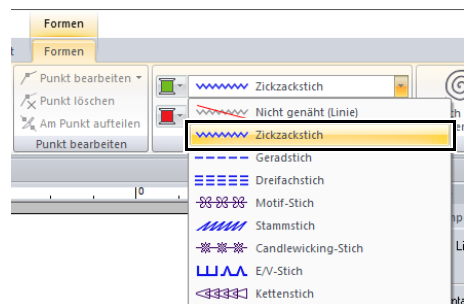 Formen
Formen
Punkt bearbeiten
Zickzackstich
Punkt löschen
Nicht genäht (Linie)
Am Punkt aufteilen
Zickzackstich
Punkt bearbeiten
Geradstich
Dreifachstich
0
Motif-Stich
Stammstich
Candlewicking-Stich
E/V-Stich
Kettenstich